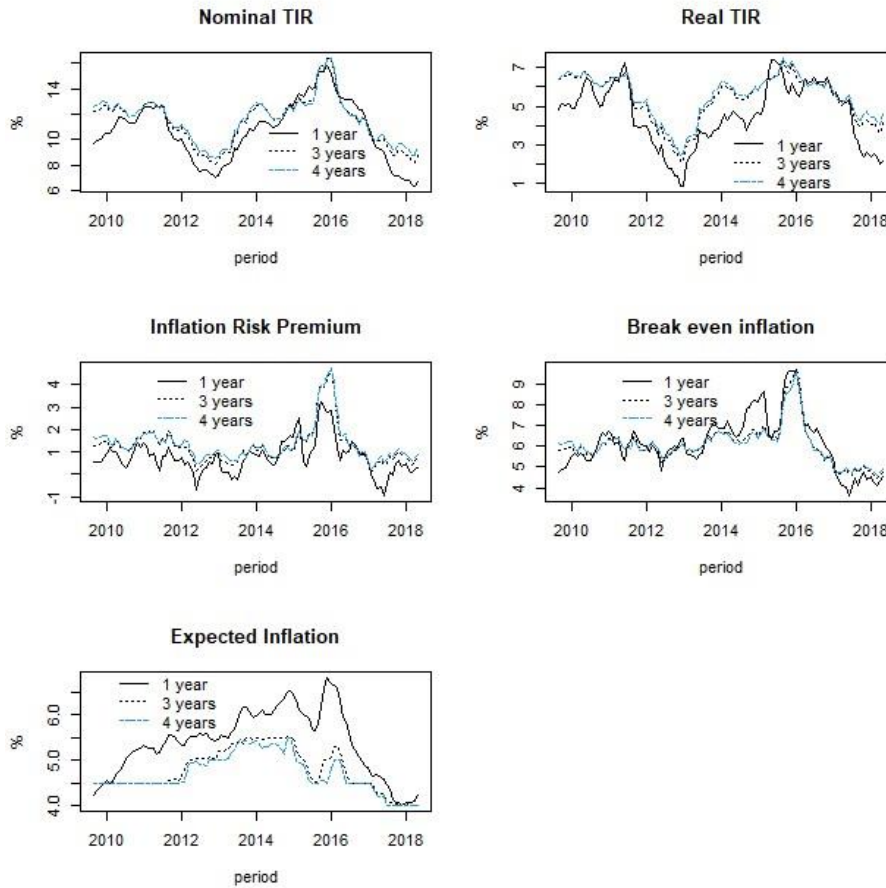 Nominal TIR
%
14
10
8
6
1 year
3 years
4 years
2010 2012 2014 2016 2018
period
Real TIR
%
7
5
3
1
1 year
3 years
4 years
2010 2012 2014 2016 2018
period
Inflation Risk Premium
%
4
3
2
1
-1
1 year
3 years
4 years
2010 2012 2014 2016 2018
period
Break even inflation
%
9
8
7
6
5
4
1 year
3 years
4 years
2010 2012 2014 2016 2018
period
Expected Inflation
%
6.0
5.0
4.0
1 year
3 years
4 years
2010 2012 2014 2016 2018
period